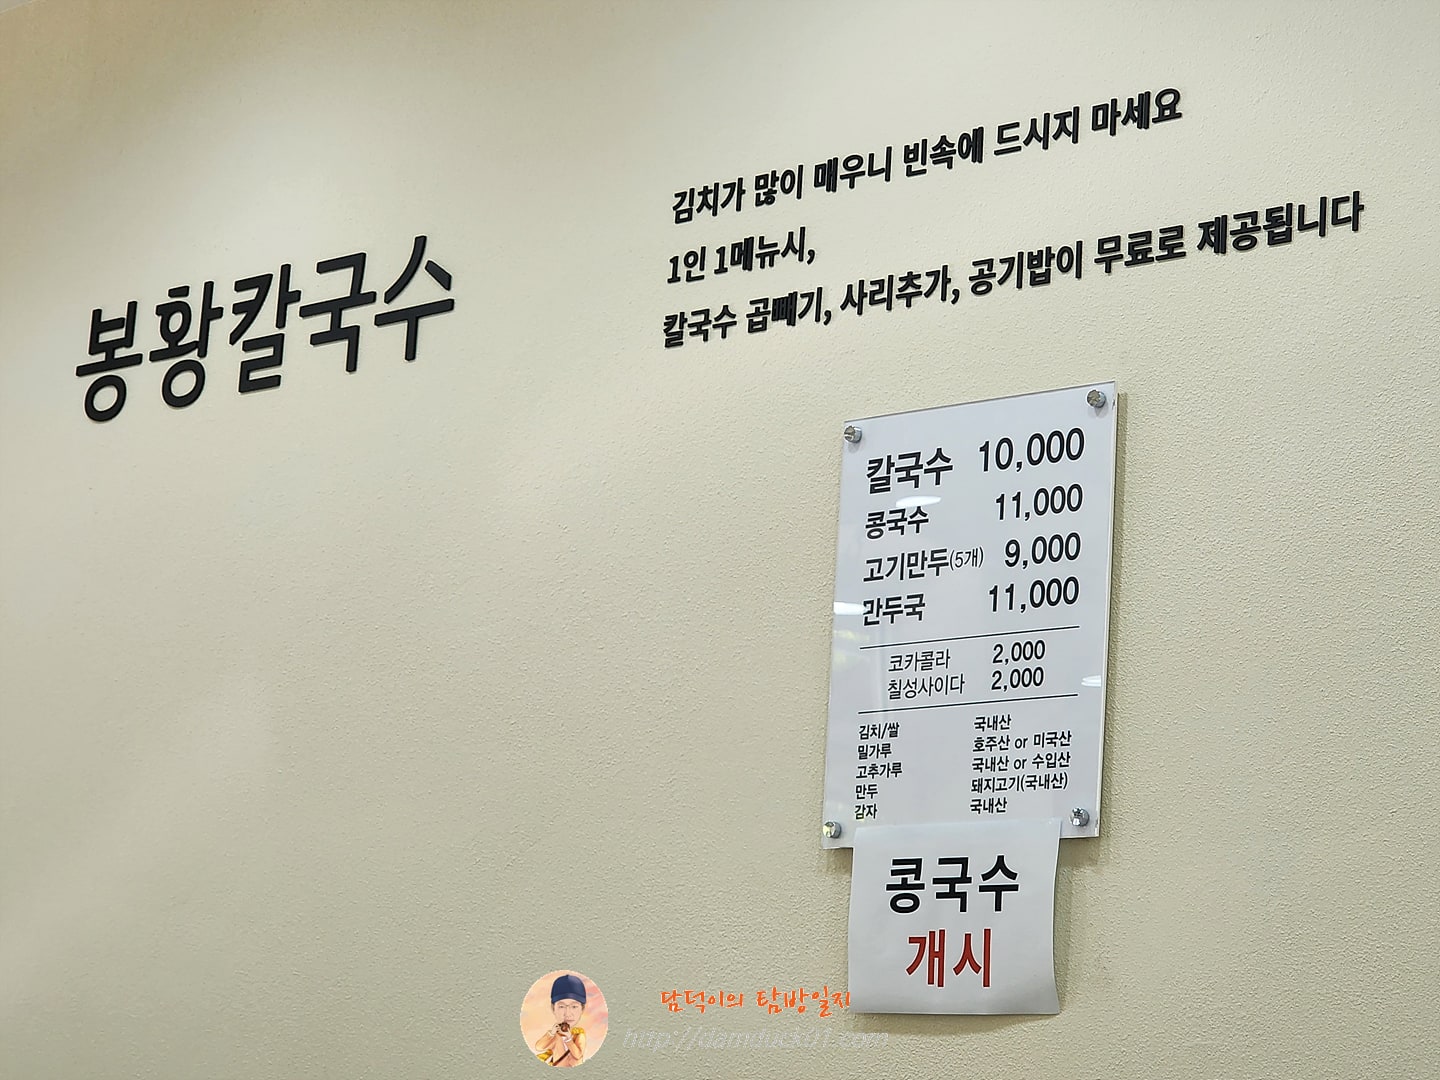 봉황칼국수
김치가 많이 매우니 빈속에 드시지 마세요
1인 1메뉴시,
칼국수 곱빼기, 사리추가, 공기밥이 무료로 제공됩니다
칼국수 10,000
콩국수 11,000
고기만두(5개) 9,000
만두국 11,000
코카콜라 2,000
칠성사이다 2,000
김치/쌀 국내산
밀가루 호주산 or 미국산
고추가루 국내산 or 수입산
만두 돼지고기(국내산)
감자 국내산
콩국수
개시
담덕이의 탐방일지
http://damduck01.com